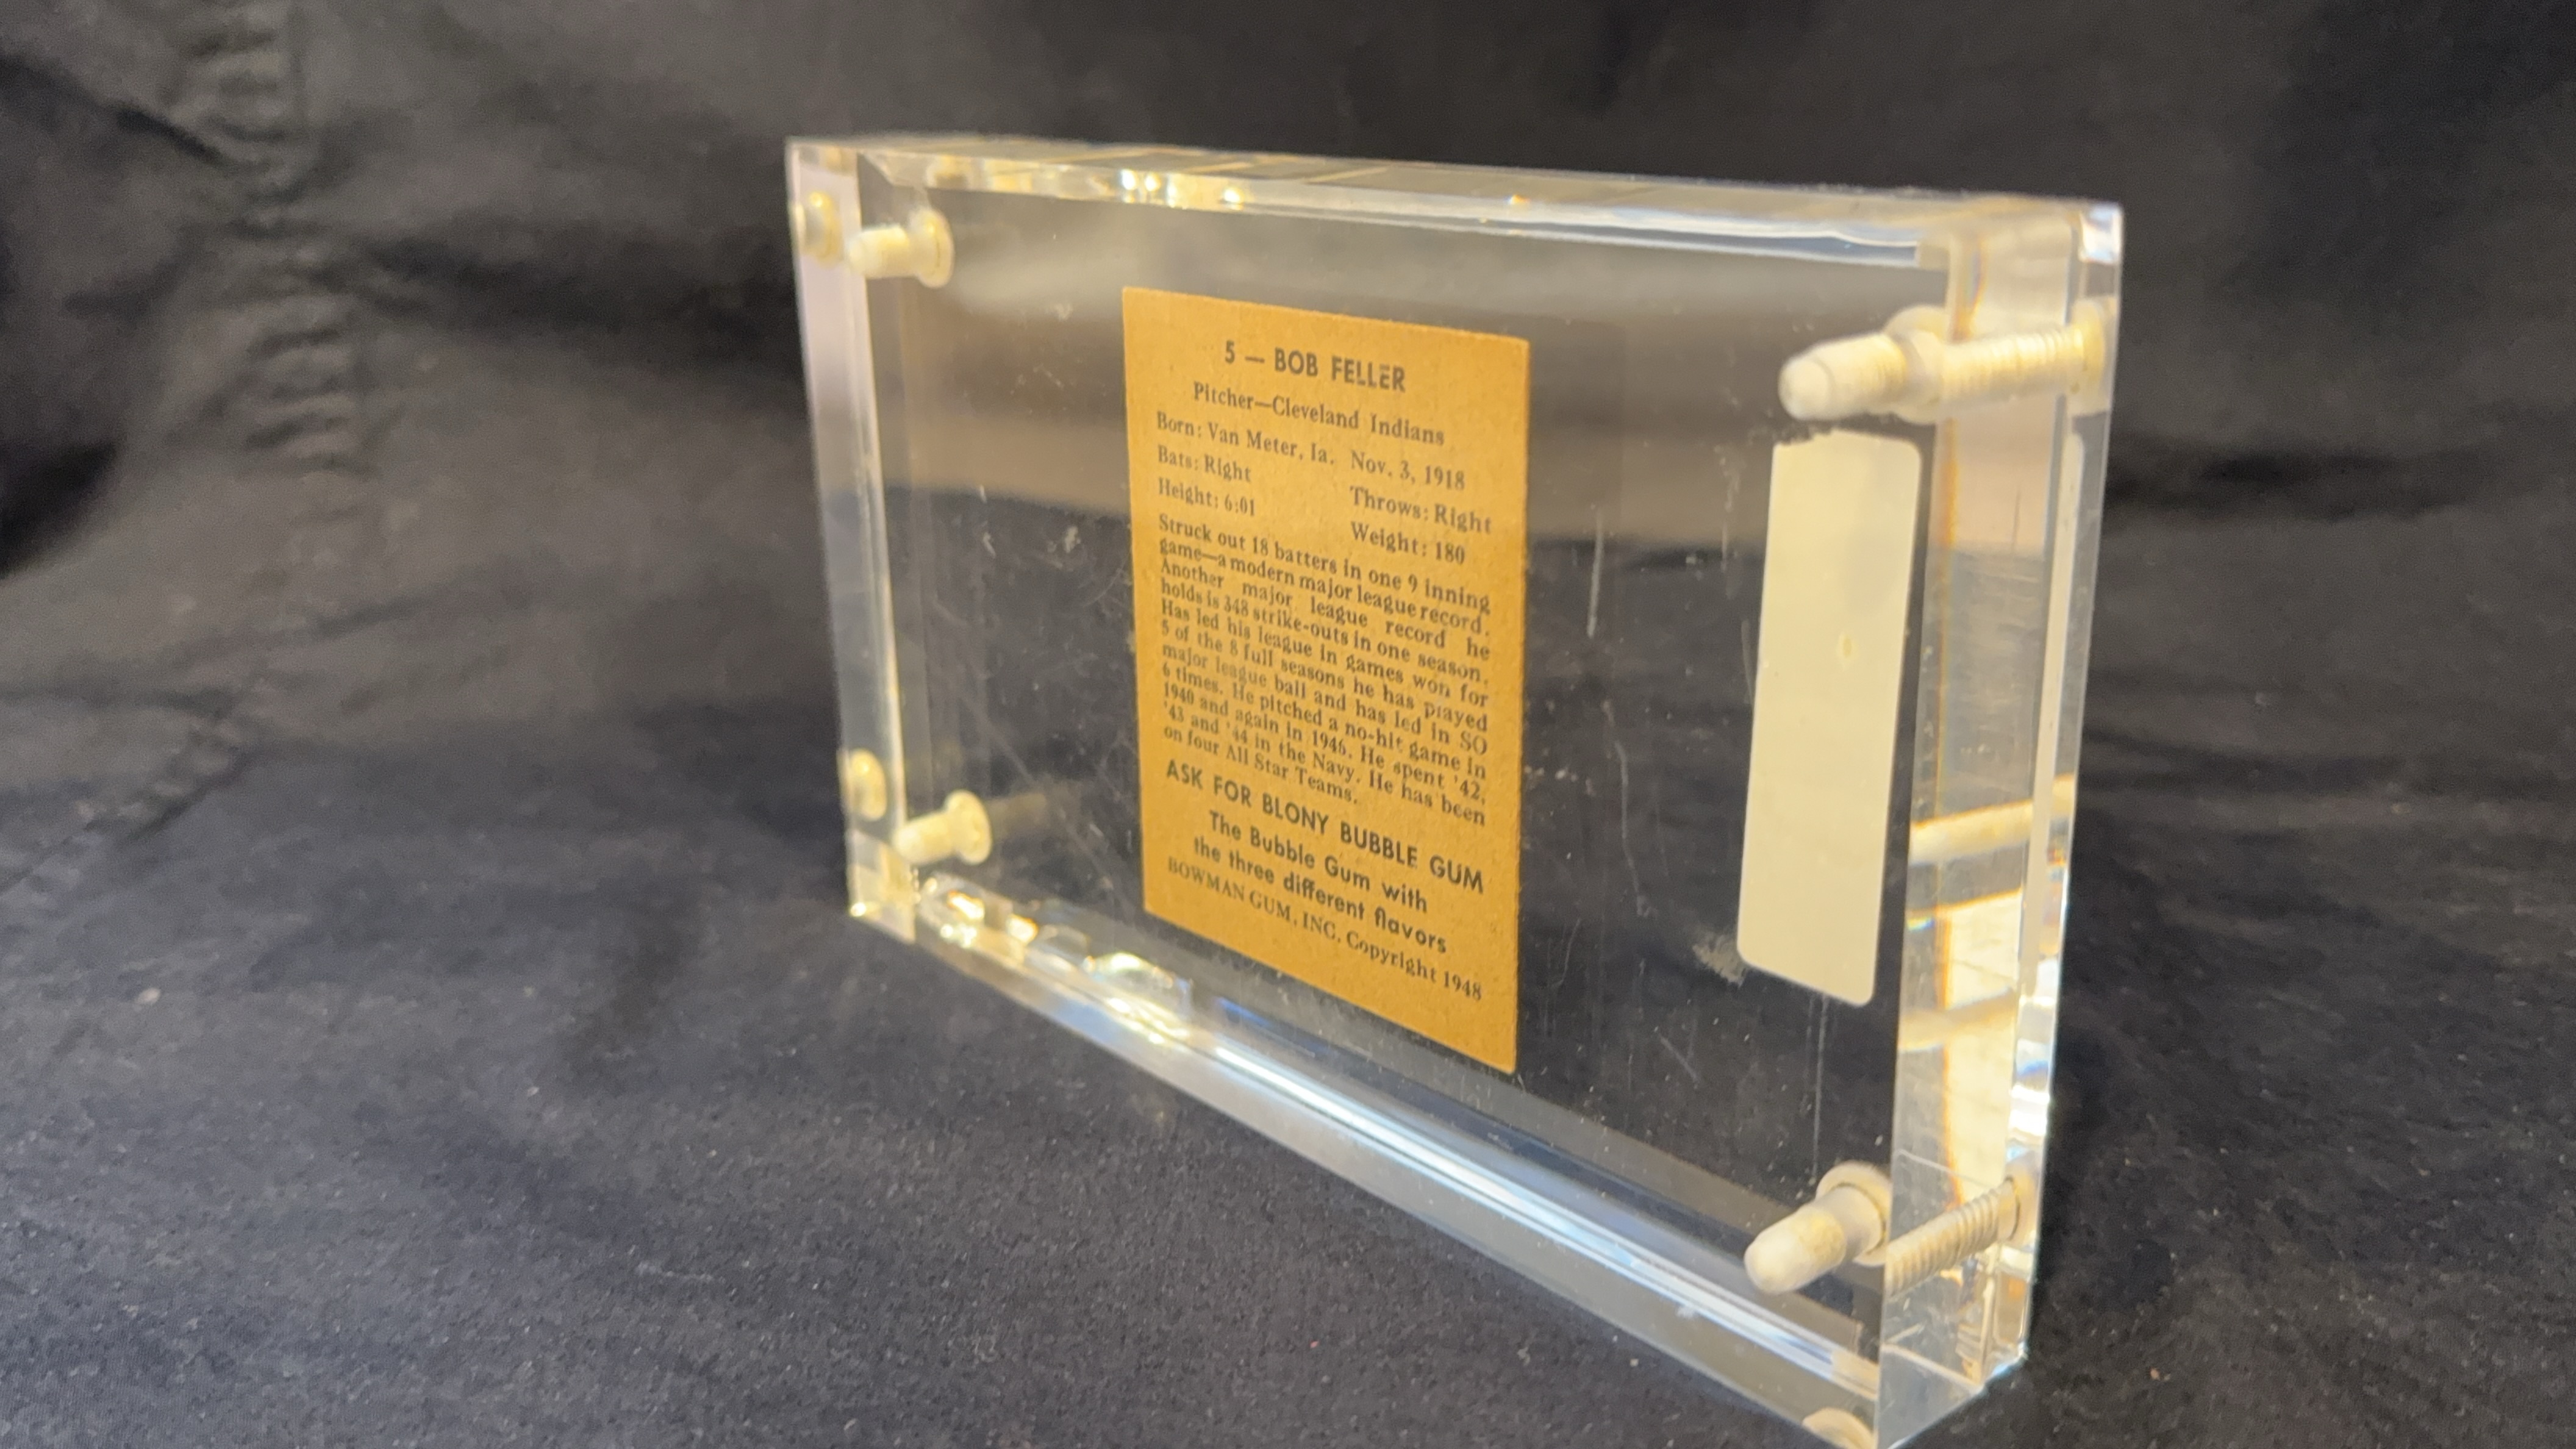 5 — BOB FELLER
Pitcher—Cleveland Indians
Born: Van Meter, Ia. Nov. 3, 1918
Bats: Right Throws: Right
Height: 6:01 Weight: 180
Struck out 18 batters in one 9 inning
game—a modern major league record.
Another major league record he
holds is 348 strike-outs in one season.
Has led his league in games won for
5 of the 8 full seasons he has played
major league ball and has led in SO
6 times. He pitched a no-hit game in
1940 and again in 1946. He spent '42,
'43 and '44 in the Navy. He has been
on four All Star Teams.
ASK FOR BLONY BUBBLE GUM
The Bubble Gum with
the three different flavors
BOWMAN GUM, INC. Copyright 1948